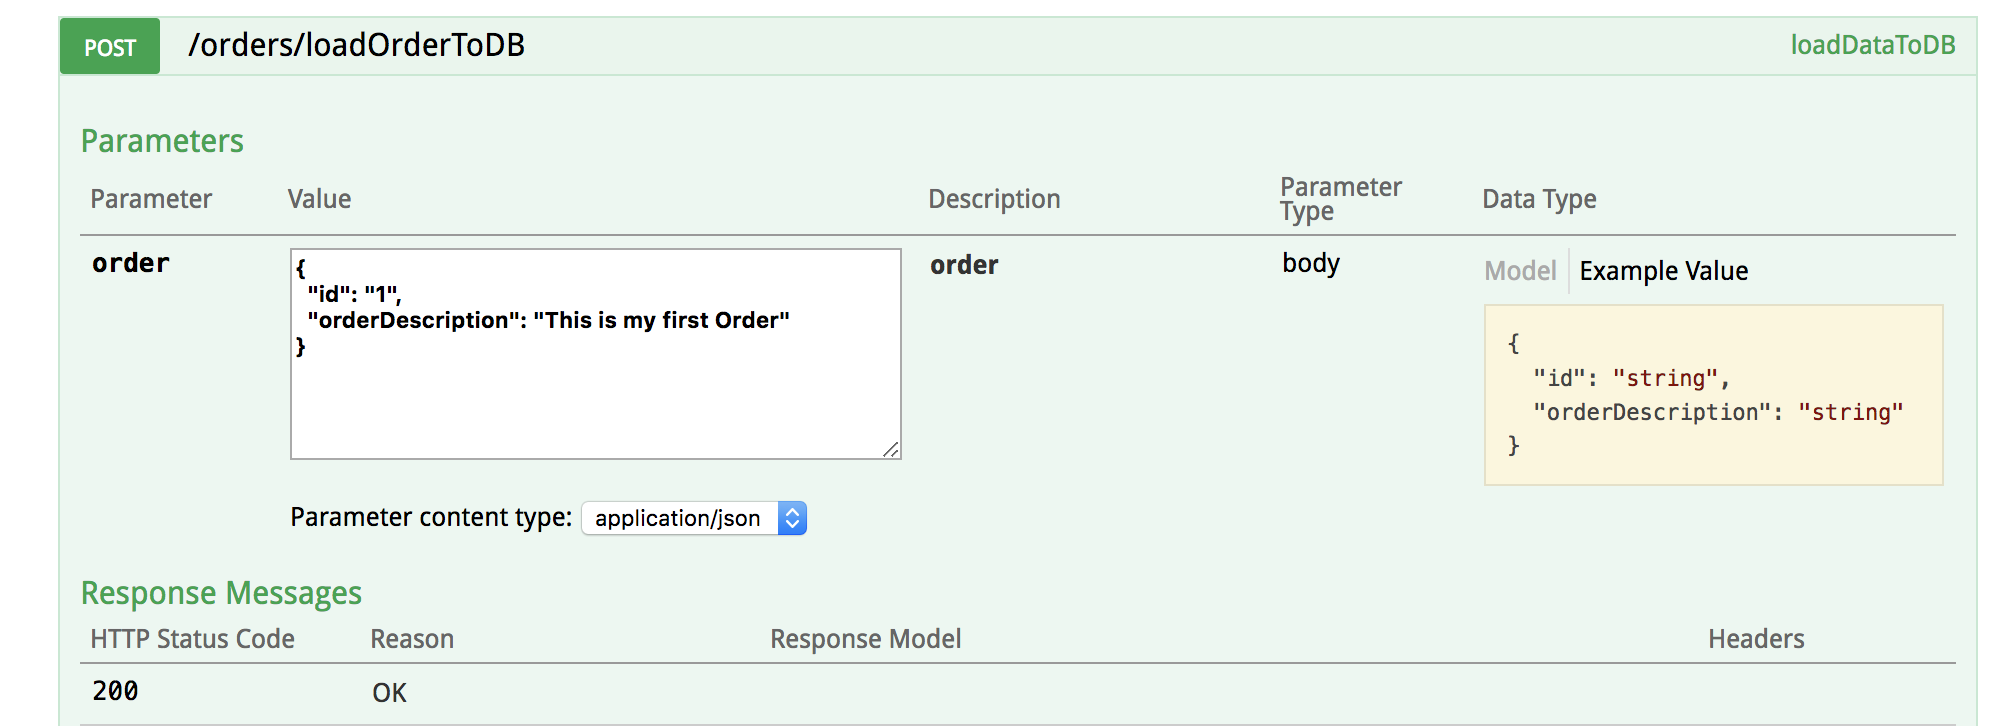 POST /orders/loadOrderToDB loadDataToDB
Parameters
Parameter Value Description Parameter Type Data Type
order
{
"id": "1",
"orderDescription": "This is my first Order"
}
order
body
Model Example Value
{
"id": "string",
"orderDescription": "string"
}
Parameter content type: application/json
Response Messages
HTTP Status Code Reason Response Model Headers
200 OK